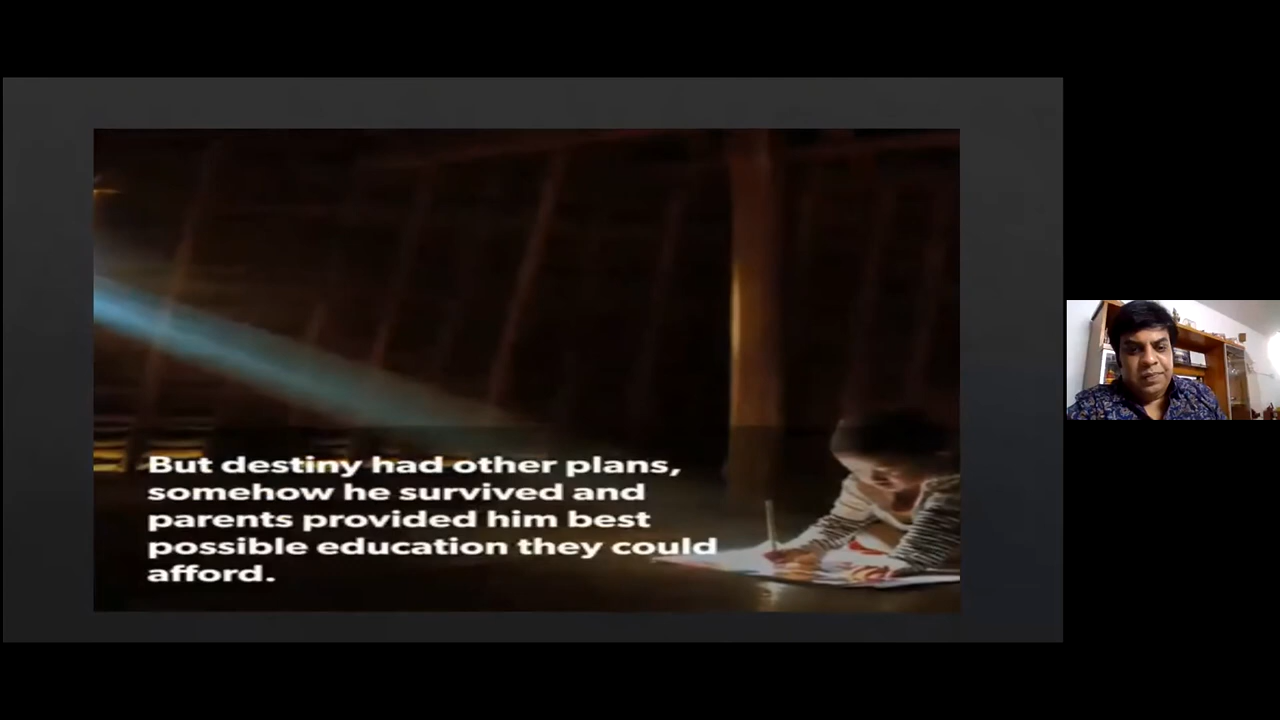 But destiny had other plans,
somehow he survived and
parents provided him best
possible education they could
afford.